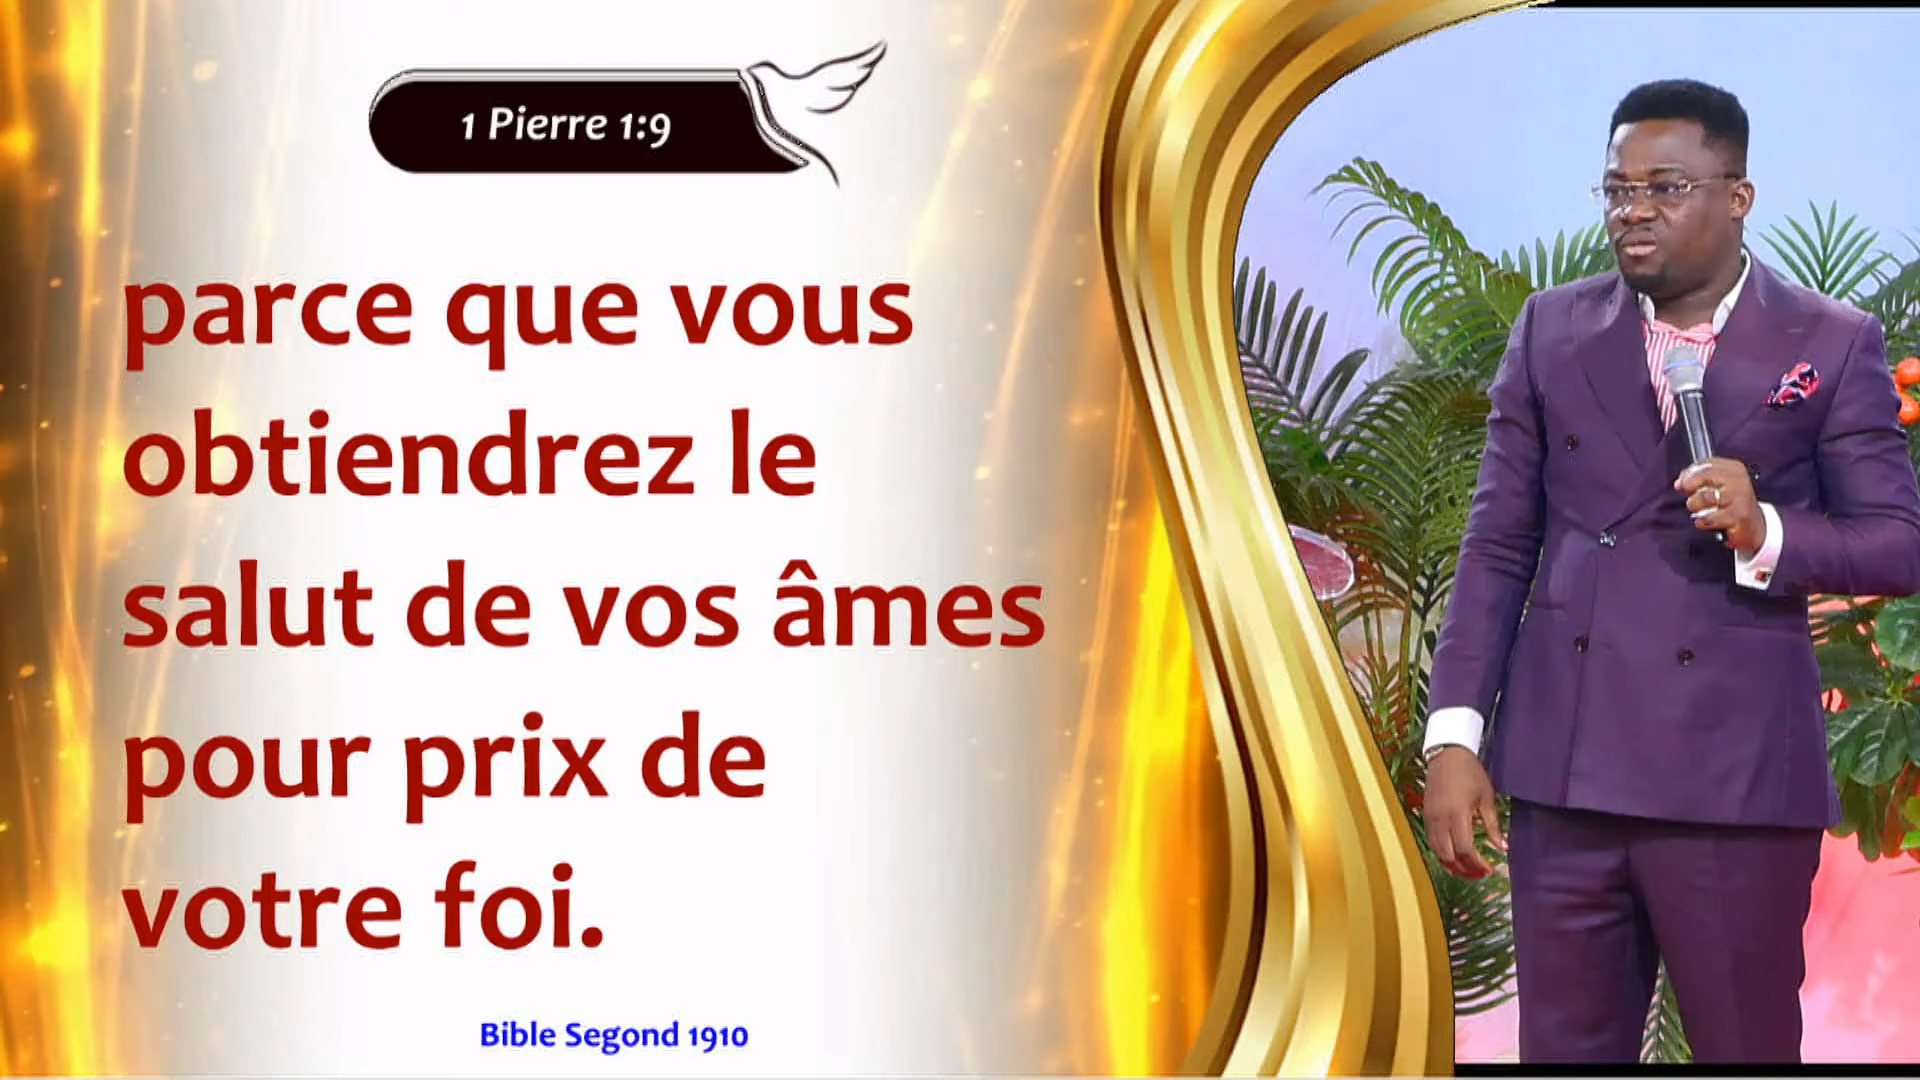 1 Pierre 1:9
parce que vous
obtiendrez le
salut de vos âmes
pour prix de
votre foi.
Bible Segond 1910